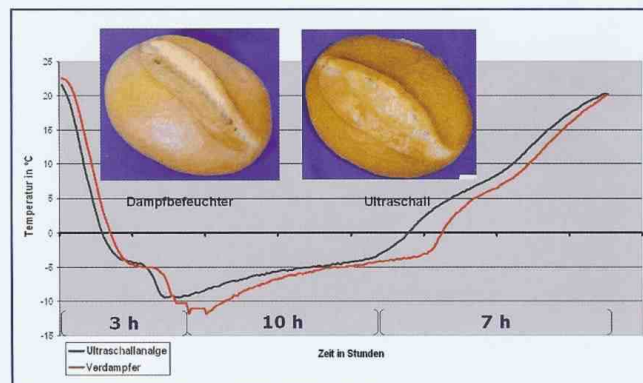 25
20
15
10
5
0
-5
-10
-15
Temperatur in °C
Dampfbefeuchter
Ultraschall
3 h
10 h
7 h
Zeit in Stunden
Ultraschallanalge
Verdampfer